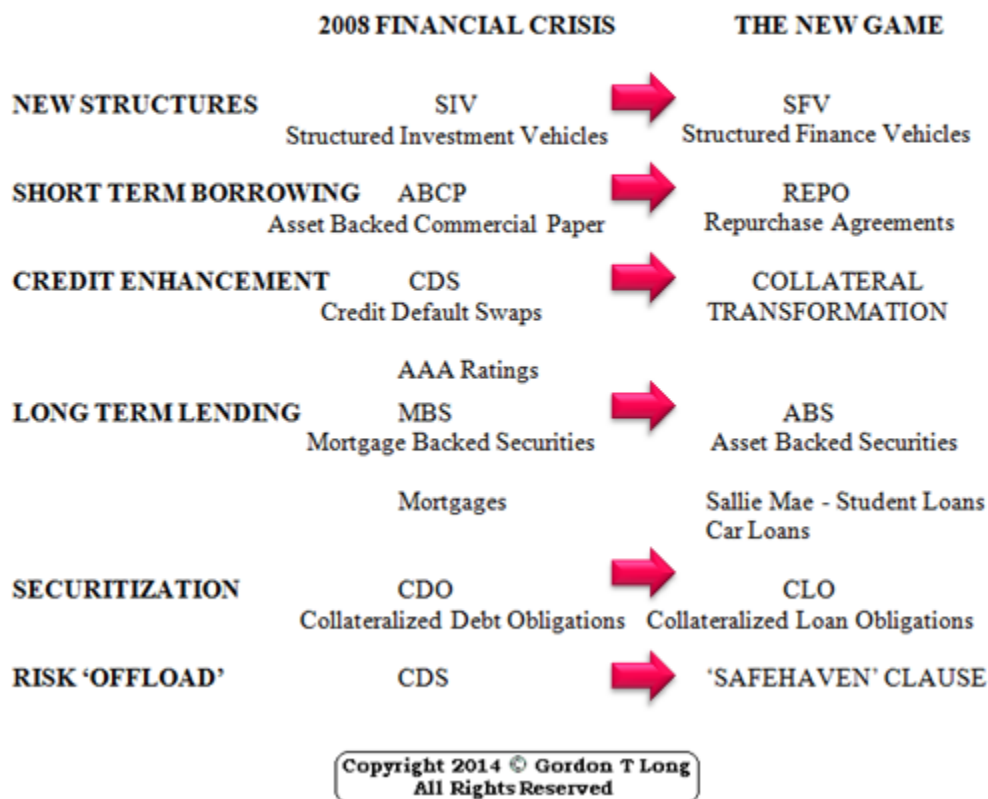 2008 FINANCIAL CRISIS THE NEW GAME
NEW STRUCTURES SIV SFV
Structured Investment Vehicles Structured Finance Vehicles
SHORT TERM BORROWING ABCP REPO
Asset Backed Commercial Paper Repurchase Agreements
CREDIT ENHANCEMENT CDS COLLATERAL
Credit Default Swaps TRANSFORMATION
AAA Ratings
LONG TERM LENDING MBS ABS
Mortgage Backed Securities Asset Backed Securities
Mortgages Sallie Mae - Student Loans
Car Loans
SECURITIZATION CDO CLO
Collateralized Debt Obligations Collateralized Loan Obligations
RISK ‘OFFLOAD’ CDS ‘SAFEHAVEN’ CLAUSE
Copyright 2014 © Gordon T Long
All Rights Reserved